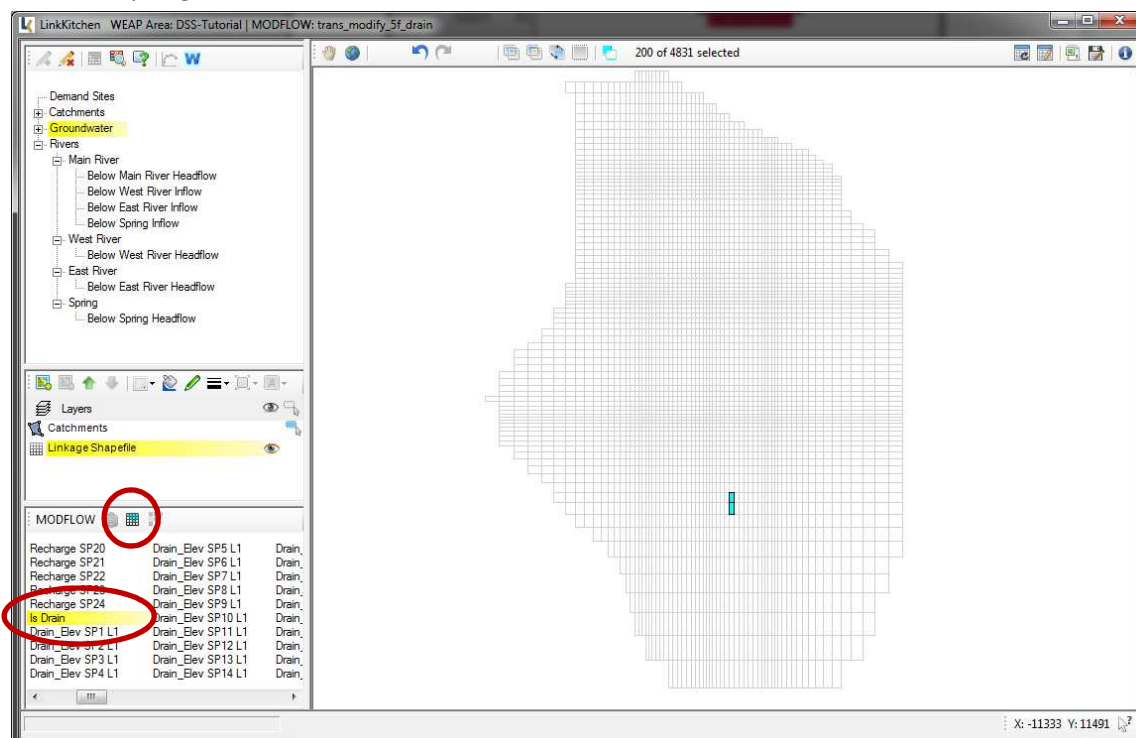 LinkKitchen WEAP Area: DSS-Tutorial | MODFLOW: trans_modify_5f_drain
W
200 of 4831 selected
Demand Sites
Catchments
Groundwater
Rivers
Main River
Below Main River Headflow
Below West River Inflow
Below East River Inflow
Below Spring Inflow
West River
Below West River Headflow
East River
Below East River Headflow
Spring
Below Spring Headflow
Layers
Catchments
Linkage Shapefile
MODFLOW
Recharge SP20 Drain_Elev SP5 L1 Drain_
Recharge SP21 Drain_Elev SP6 L1 Drain_
Recharge SP22 Drain_Elev SP7 L1 Drain_
Recharge SP23 Drain_Elev SP8 L1 Drain_
Recharge SP24 Drain_Elev SP9 L1 Drain_
Is Drain Drain_Elev SP10 L1 Drain_
Drain_Elev SP1 L1 Drain_Elev SP11 L1 Drain_
Drain_Elev SP2 L1 Drain_Elev SP12 L1 Drain_
Drain_Elev SP3 L1 Drain_Elev SP13 L1 Drain_
Drain_Elev SP4 L1 Drain_Elev SP14 L1 Drain_
X: -11333 Y: 11491